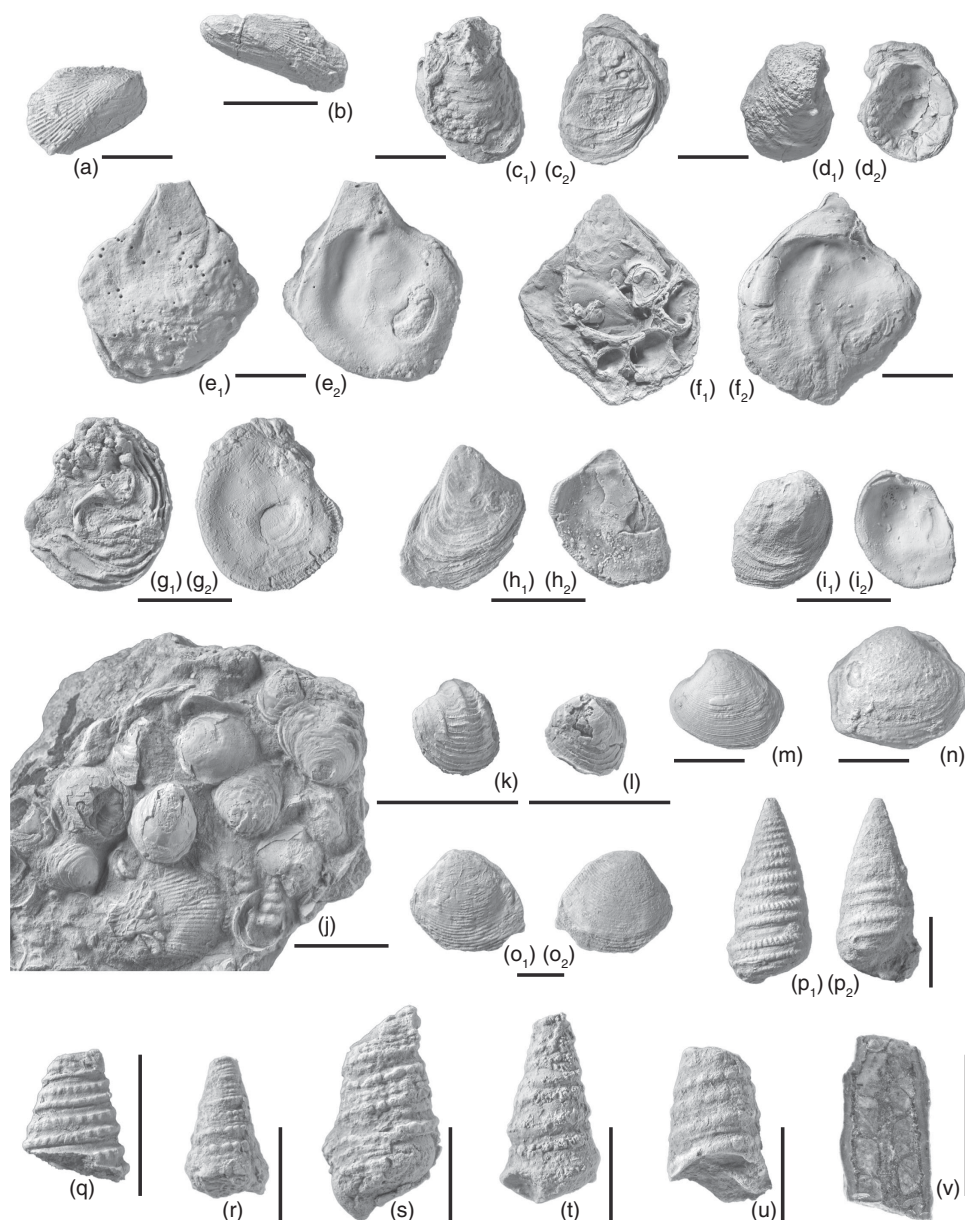 (a)
(b)
(c1) (c2)
(d1) (d2)
(e1) (e2)
(f1) (f2)
(g1) (g2)
(h1) (h2)
(i1) (i2)
(j)
(k)
(l)
(m)
(n)
(o1) (o2)
(p1) (p2)
(q)
(r)
(s)
(t)
(u)
(v)